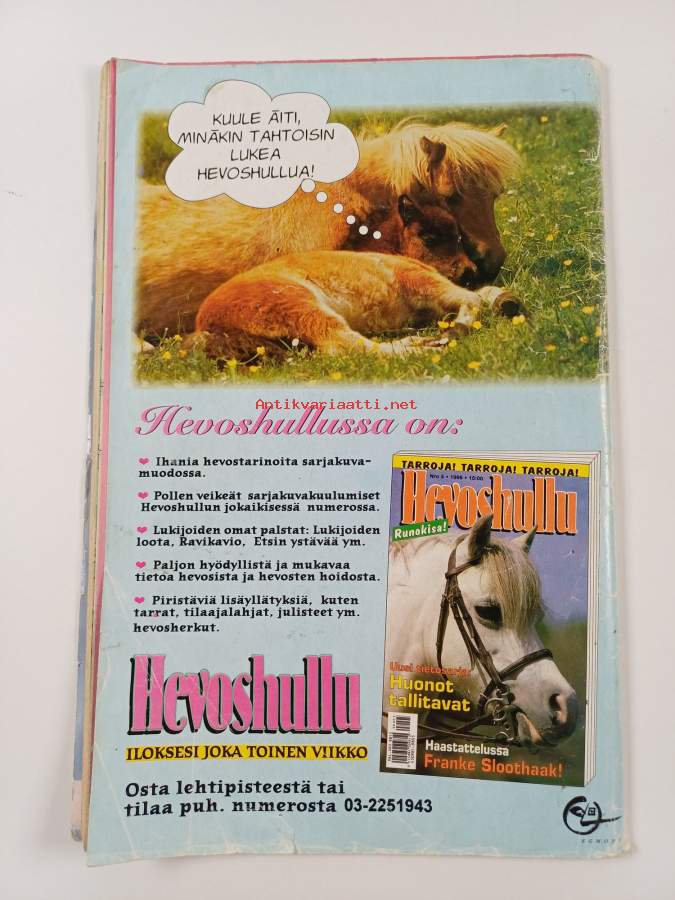 KUULE ÄITI,
MINÄKIN TAHTOISIN
LUKEA
HEVOSHULLUA!
Antikvariaatti.net
Hevoshullussa on:
❤ Ihania hevostarinoita sarjakuva-
muodossa.
❤ Pollen veikeät sarjakuvakuulumiset
Hevoshullun jokaikisessä numerossa.
❤ Lukijoiden omat palstat: Lukijoiden
loota, Ravikavio, Etsin ystävää ym.
❤ Paljon hyödyllistä ja mukavaa
tietoa hevosista ja hevosten hoidosta.
❤ Piristäviä lisäyllätyksiä, kuten
tarrat, tilaajalahjat, julisteet ym.
hevosherkut.
TARROJA! TARROJA! TARROJA!
Hevoshullu
Runokisa!
Uusi tietosarja:
Huonot
tallitavat
Haastattelussa
Franke Sloothaak!
Hevoshullu
ILOKSESI JOKA TOINEN VIIKKO
Osta lehtipisteestä tai
tilaa puh. numerosta 03-2251943